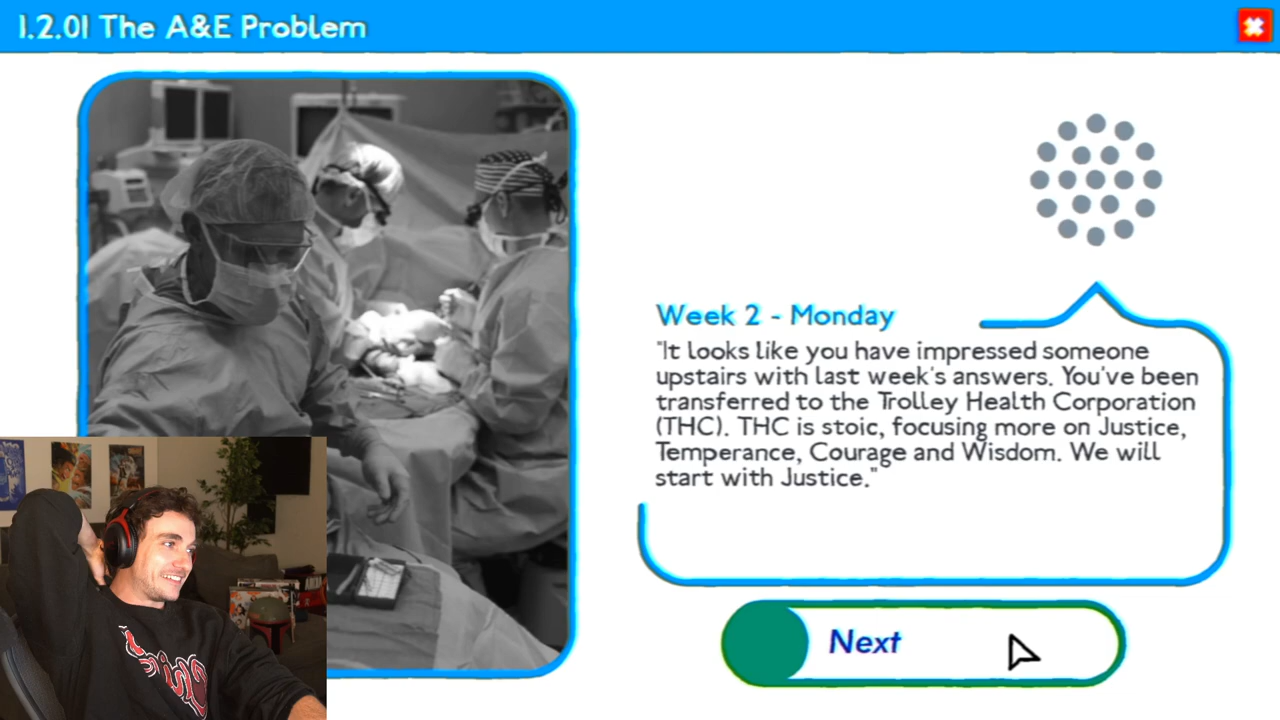 1.2.01 The A&E Problem
Week 2 - Monday
"It looks like you have impressed someone
upstairs with last week's answers. You've been
transferred to the Trolley Health Corporation
(THC). THC is stoic, focusing more on Justice,
Temperance, Courage and Wisdom. We will
start with Justice."
Next